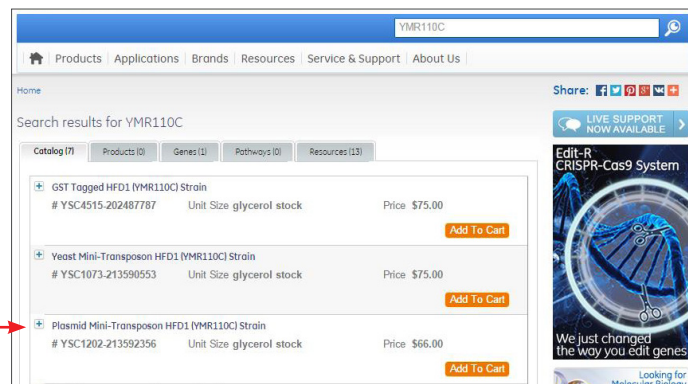 YMR110C
Products Applications Brands Resources Service & Support About Us
Home
Share:
Search results for YMR110C
LIVE SUPPORT
NOW AVAILABLE
Catalog (7) Products (0) Genes (1) Pathways (0) Resources (13)
Edit-R
CRISPR-Cas9 System
GST Tagged HFD1 (YMR110C) Strain
# YSC4515-202487787 Unit Size glycerol stock Price $75.00
Add To Cart
Yeast Mini-Transposon HFD1 (YMR110C) Strain
# YSC1073-213590553 Unit Size glycerol stock Price $75.00
Add To Cart
Plasmid Mini-Transposon HFD1 (YMR110C) Strain
# YSC1202-213592356 Unit Size glycerol stock Price $66.00
Add To Cart
We just changed
the way you edit genes
Looking for
Molecular Biology